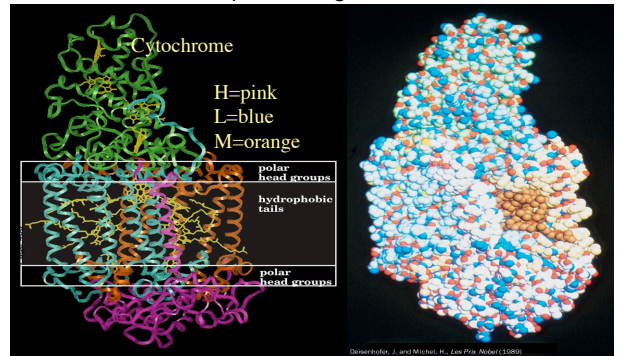 Cytochrome
H=pink
L=blue
M=orange
polar
head groups
hydrophobic
tails
polar
head groups
Deisenhofer, J. and Michel, H., Les Prix Nobel (1989)